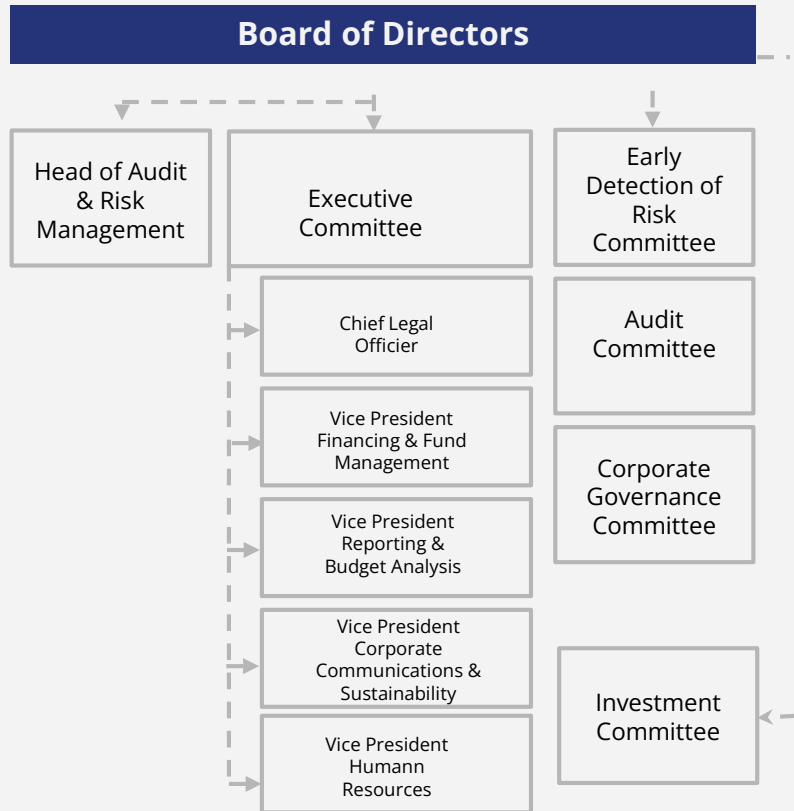 Board of Directors
Head of Audit
& Risk
Management
Executive
Committee
Early
Detection of
Risk
Committee
Chief Legal
Officier
Audit
Committee
Vice President
Financing & Fund
Management
Corporate
Governance
Committee
Vice President
Reporting &
Budget Analysis
Vice President
Corporate
Communications &
Sustainability
Investment
Committee
Vice President
Humann
Resources